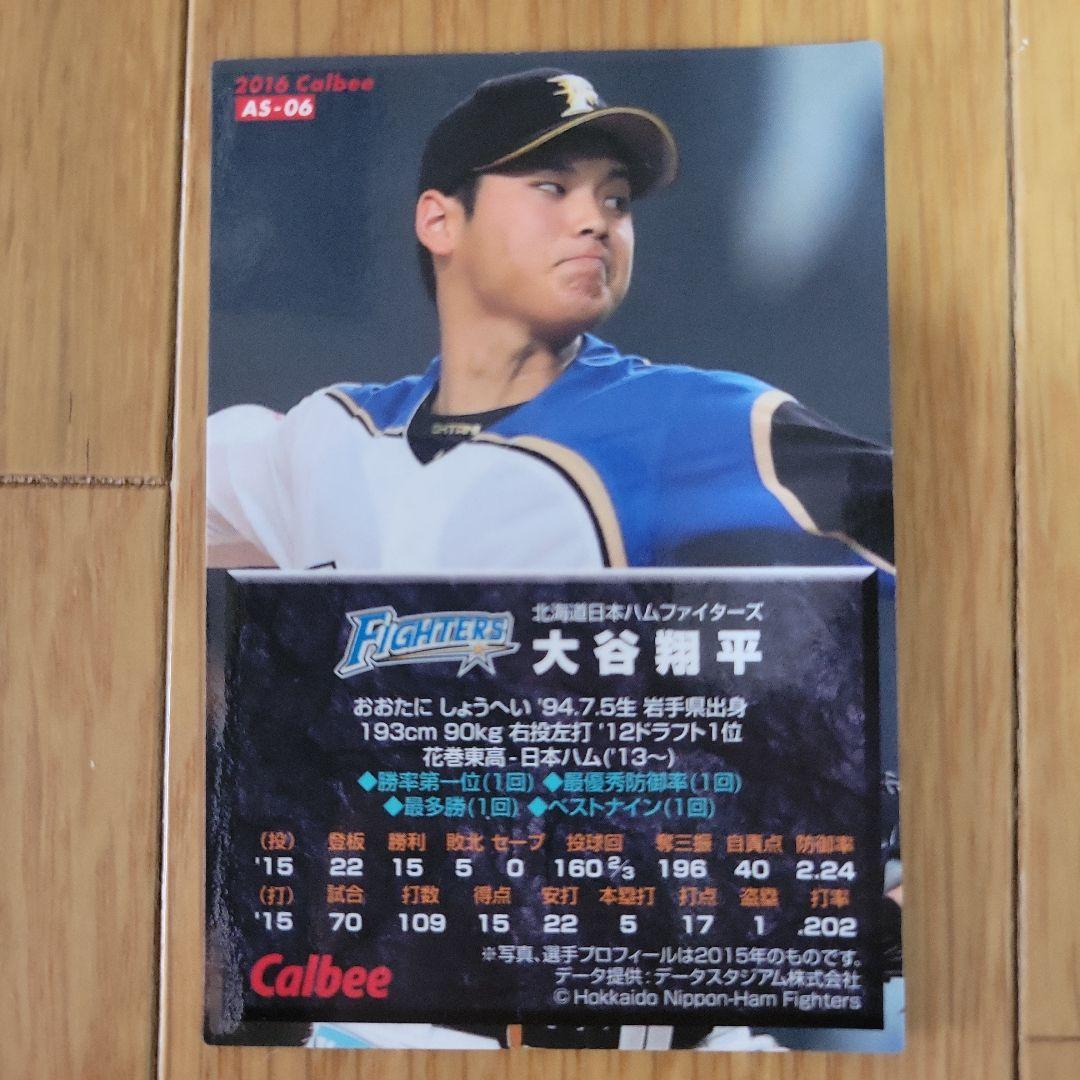 2016 Calbee
AS-06
FIGHTERS
北海道日本ハムファイターズ
大谷翔平
おおたに しょうへい '94.7.5生 岩手県出身
193cm 90kg 右投左打 '12ドラフト1位
花巻東高-日本ハム('13~)
◆勝率第一位(1回) ◆最優秀防御率(1回)
◆最多勝(1回) ◆ベストナイン(1回)
(投) 登板 勝利 敗北 セーブ 投球回 奪三振 自責点 防御率
'15 22 15 5 0 160 2/3 196 40 2.24
(打) 試合 打数 得点 安打 本塁打 打点 盗塁 打率
'15 70 109 15 22 5 17 1 .202
※写真、選手プロフィールは2015年のものです。
Calbee
データ提供:データスタジアム株式会社
© Hokkaido Nippon-Ham Fighters